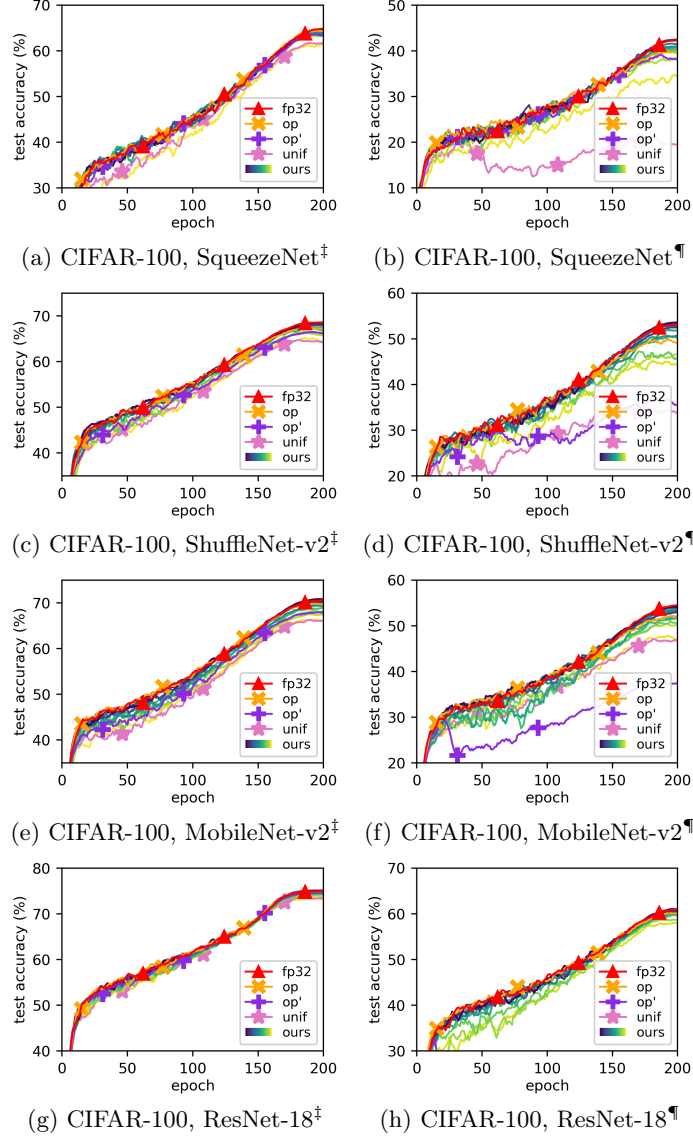 70
60
50
40
30
test accuracy (%)
0 50 100 150 200
epoch
fp32
op
op'
unif
ours
50
40
30
20
10
test accuracy (%)
0 50 100 150 200
epoch
fp32
op
op'
unif
ours
(a) CIFAR-100, SqueezeNet‡
(b) CIFAR-100, SqueezeNet¶
70
60
50
40
test accuracy (%)
0 50 100 150 200
epoch
fp32
op
op'
unif
ours
60
50
40
30
20
test accuracy (%)
0 50 100 150 200
epoch
fp32
op
op'
unif
ours
(c) CIFAR-100, ShuffleNet-v2‡
(d) CIFAR-100, ShuffleNet-v2¶
70
60
50
40
test accuracy (%)
0 50 100 150 200
epoch
fp32
op
op'
unif
ours
60
50
40
30
20
test accuracy (%)
0 50 100 150 200
epoch
fp32
op
op'
unif
ours
(e) CIFAR-100, MobileNet-v2‡
(f) CIFAR-100, MobileNet-v2¶
80
70
60
50
40
test accuracy (%)
0 50 100 150 200
epoch
fp32
op
op'
unif
ours
70
60
50
40
30
test accuracy (%)
0 50 100 150 200
epoch
fp32
op
op'
unif
ours
(g) CIFAR-100, ResNet-18‡
(h) CIFAR-100, ResNet-18¶